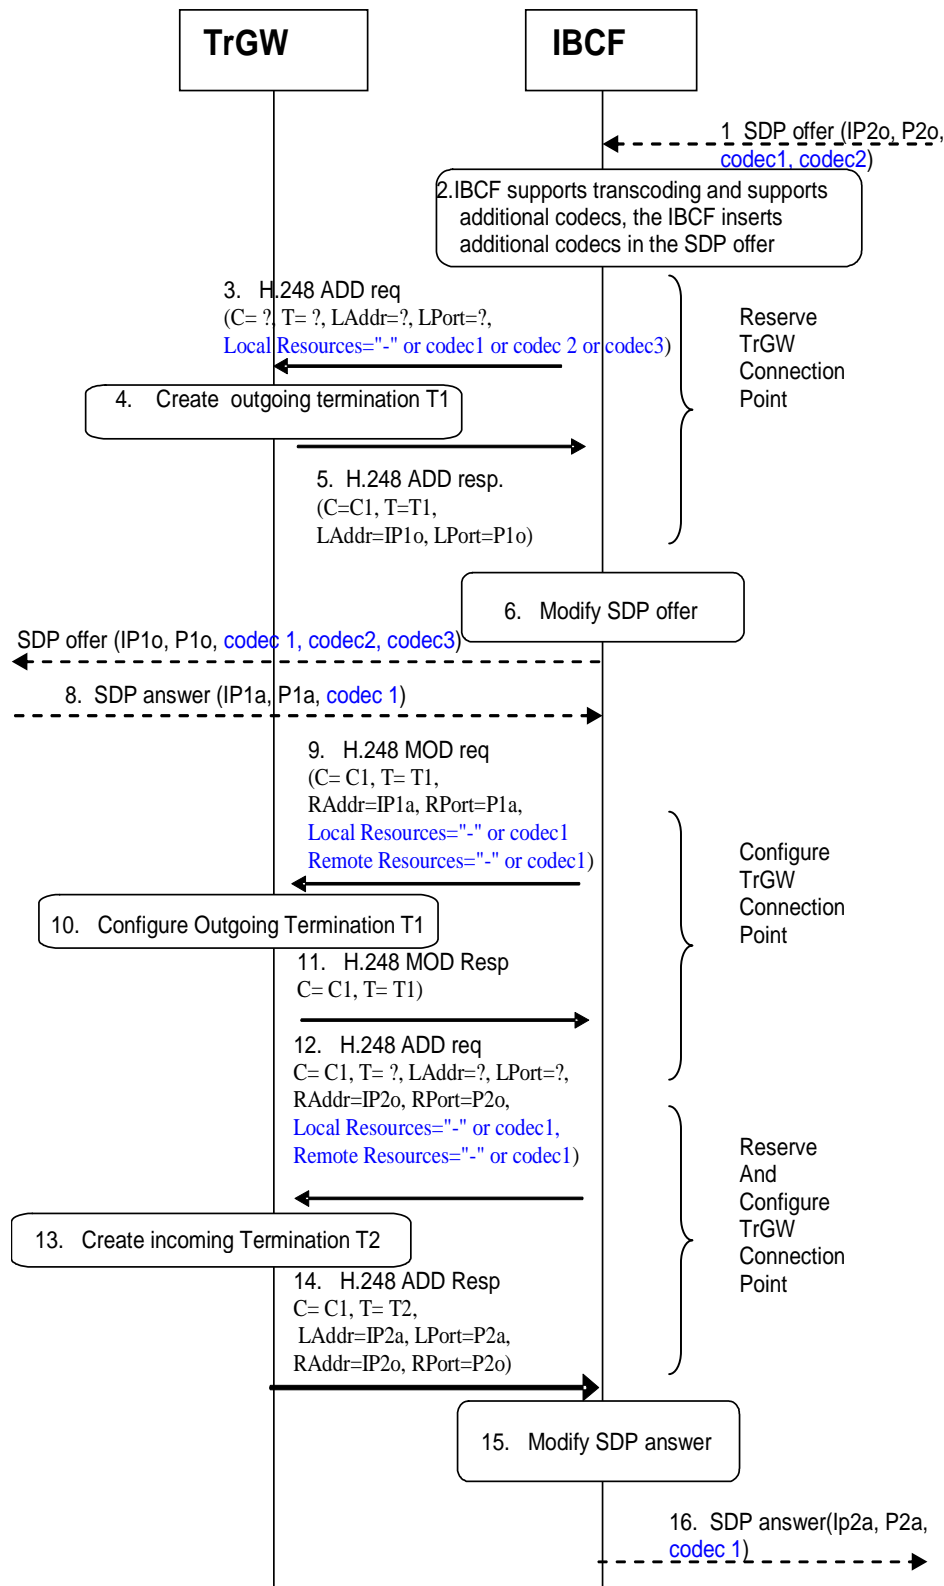 TrGW
IBCF
1 SDP offer (IP2o, P2o,
codec1, codec2)
2.IBCF supports transcoding and supports
additional codecs, the IBCF inserts
additional codecs in the SDP offer
3. H.248 ADD req
(C= ?, T= ?, LAddr=?, LPort=?,
Local Resources="-" or codec1 or codec 2 or codec3)
Reserve
TrGW
Connection
Point
4. Create outgoing termination T1
5. H.248 ADD resp.
(C=C1, T=T1,
LAddr=IP1o, LPort=P1o)
6. Modify SDP offer
SDP offer (IP1o, P1o, codec 1, codec2, codec3)
8. SDP answer (IP1a, P1a, codec 1)
9. H.248 MOD req
(C= C1, T= T1,
RAddr=IP1a, RPort=P1a,
Local Resources="-" or codec1
Remote Resources="-" or codec1)
Configure
TrGW
Connection
Point
10. Configure Outgoing Termination T1
11. H.248 MOD Resp
C= C1, T= T1)
12. H.248 ADD req
C= C1, T= ?, LAddr=?, LPort=?,
RAddr=IP2o, RPort=P2o,
Local Resources="-" or codec1,
Remote Resources="-" or codec1)
Reserve
And
Configure
TrGW
Connection
Point
13. Create incoming Termination T2
14. H.248 ADD Resp
C= C1, T= T2,
LAddr=IP2a, LPort=P2a,
RAddr=IP2o, RPort=P2o)
15. Modify SDP answer
16. SDP answer(Ip2a, P2a,
codec 1)